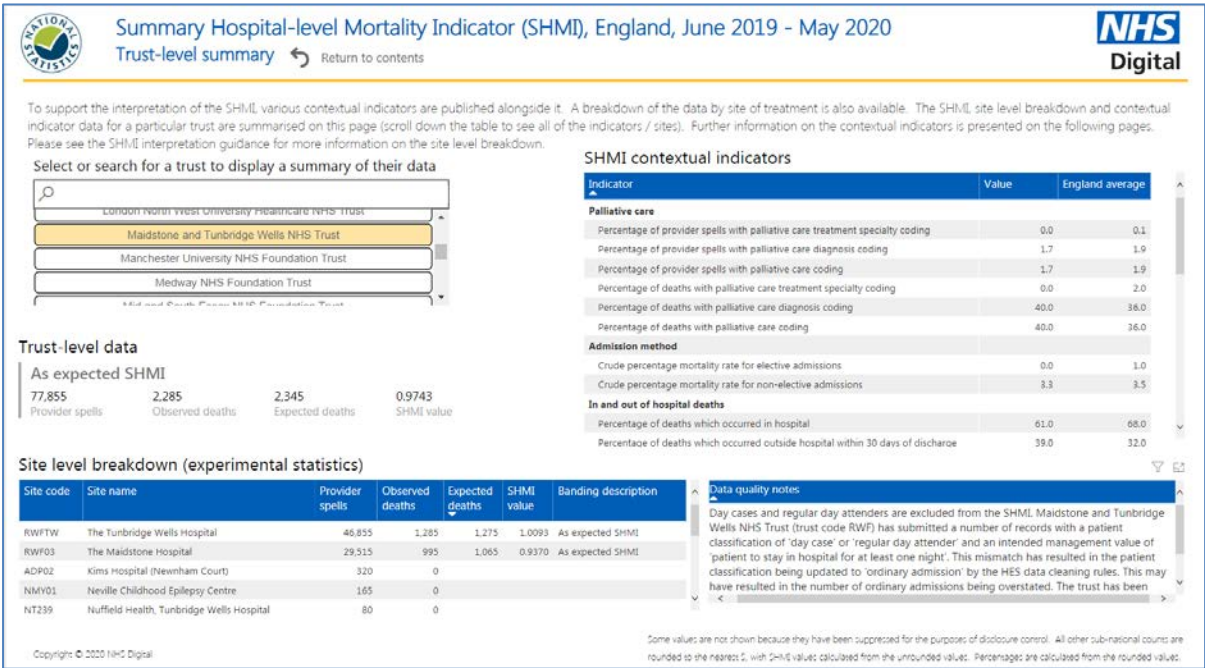 NATIONAL STATISTICS
Summary Hospital-level Mortality Indicator (SHMI), England, June 2019 - May 2020
Trust-level summary Return to contents
NHS
Digital
To support the interpretation of the SHMI, various contextual indicators are published alongside it. A breakdown of the data by site of treatment is also available. The SHMI, site level breakdown and contextual
indicator data for a particular trust are summarised on this page (scroll down the table to see all of the indicators / sites). Further information on the contextual indicators is presented on the following pages.
Please see the SHMI interpretation guidance for more information on the site level breakdown.
Select or search for a trust to display a summary of their data
London North West University Healthcare NHS Trust
Maidstone and Tunbridge Wells NHS Trust
Manchester University NHS Foundation Trust
Medway NHS Foundation Trust
Mid and South Essex NHS Foundation Trust
SHMI contextual indicators
Indicator Value England average
Palliative care
Percentage of provider spells with palliative care treatment specialty coding 0.0 0.1
Percentage of provider spells with palliative care diagnosis coding 1.7 1.9
Percentage of provider spells with palliative care coding 1.7 1.9
Percentage of deaths with palliative care treatment specialty coding 0.0 2.0
Percentage of deaths with palliative care diagnosis coding 40.0 36.0
Percentage of deaths with palliative care coding 40.0 36.0
Admission method
Crude percentage mortality rate for elective admissions 0.0 1.0
Crude percentage mortality rate for non-elective admissions 3.3 3.5
In and out of hospital deaths
Percentage of deaths which occurred in hospital 61.0 68.0
Percentage of deaths which occurred outside hospital within 30 days of discharge 39.0 32.0
Trust-level data
As expected SHMI
77,855 2,285 2,345 0.9743
Provider spells Observed deaths Expected deaths SHMI value
Site level breakdown (experimental statistics)
Site code Site name Provider spells Observed deaths Expected deaths SHMI value Banding description
RWFTW The Tunbridge Wells Hospital 46,855 1,285 1,275 1.0093 As expected SHMI
RWF03 The Maidstone Hospital 29,515 995 1,065 0.9370 As expected SHMI
ADP02 Kims Hospital (Newnham Court) 320 0
NMY01 Neville Childhood Epilepsy Centre 165 0
NT239 Nuffield Health, Tunbridge Wells Hospital 80 0
Data quality notes
Day cases and regular day attenders are excluded from the SHMI. Maidstone and Tunbridge
Wells NHS Trust (trust code RWF) has submitted a number of records with a patient
classification of 'day case' or 'regular day attender' and an intended management value of
'patient to stay in hospital for at least one night'. This mismatch has resulted in the patient
classification being updated to 'ordinary admission' by the HES data cleaning rules. This may
have resulted in the number of ordinary admissions being overstated. The trust has been
Some values are not shown because they have been suppressed for the purposes of disclosure control. All other sub-national counts are
rounded to the nearest 5, with SHMI values calculated from the unrounded values. Percentages are calculated from the rounded values.
Copyright © 2020 NHS Digital